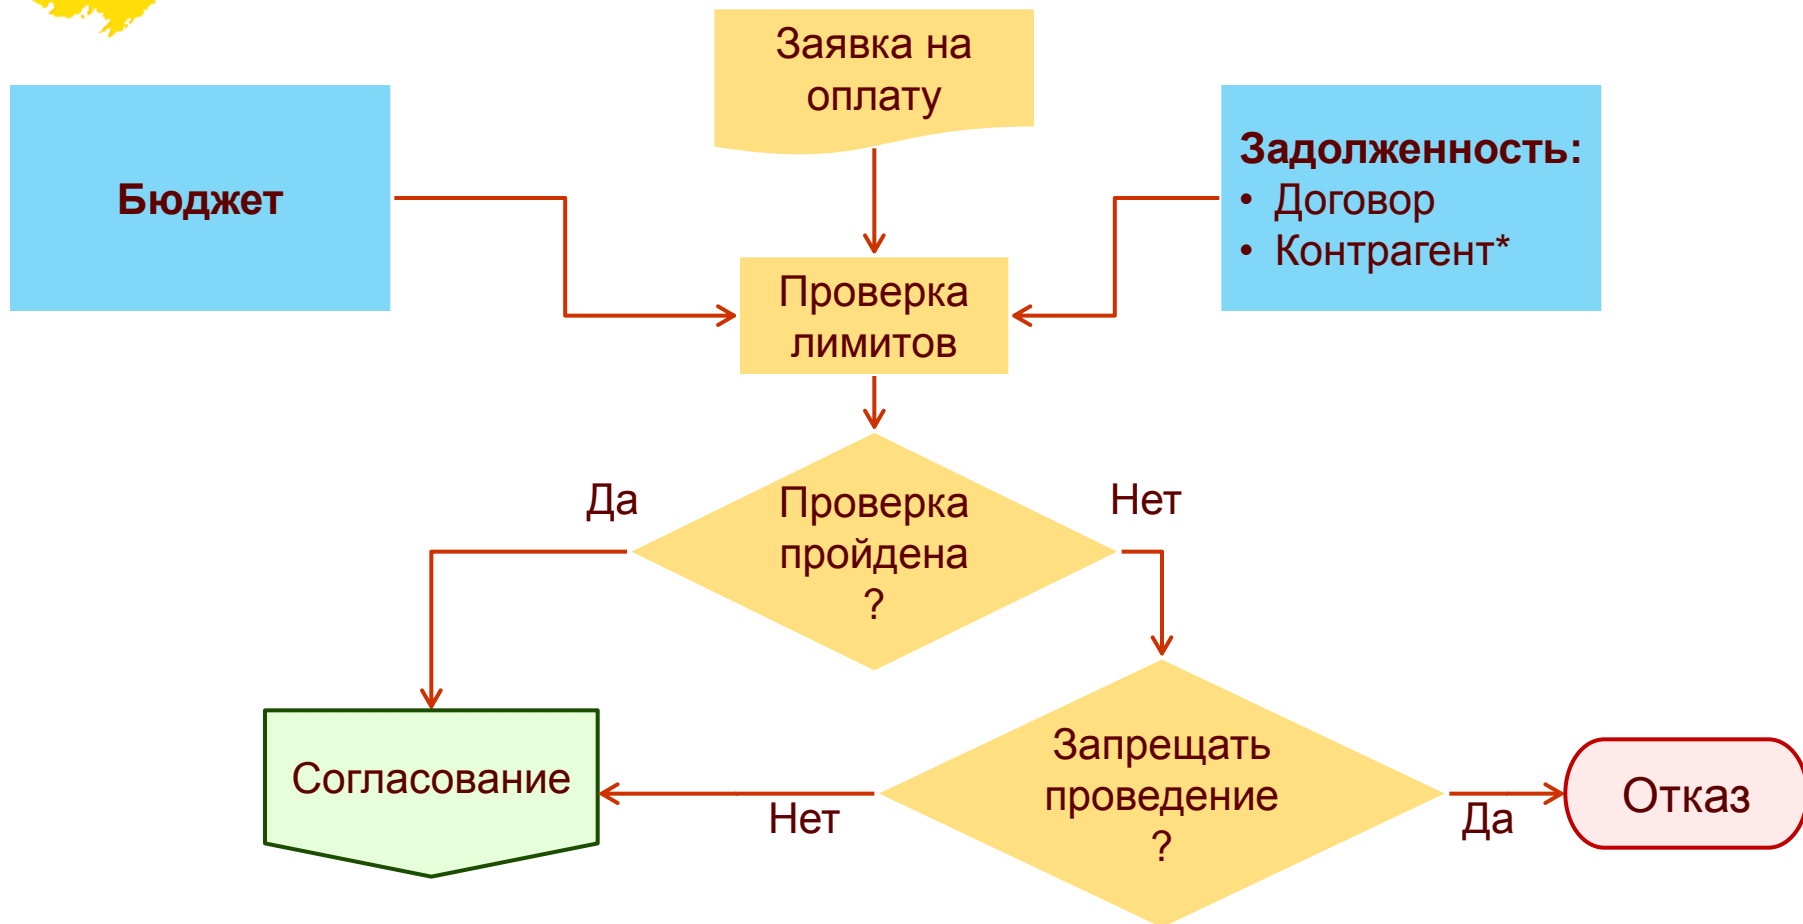 Заявка на
оплату
Бюджет
Задолженность:
• Договор
• Контрагент*
Проверка
лимитов
Да
Проверка
пройдена
?
Нет
Согласование
Нет
Запрещать
проведение
?
Да
Отказ